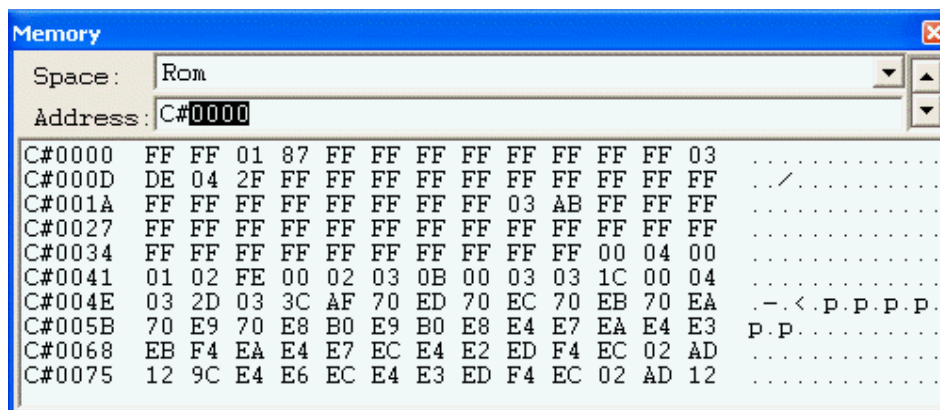 Memory
Space: Rom
Address: C#0000
C#0000 FF FF 01 87 FF FF FF FF FF FF FF FF 03 .............
C#000D DE 04 2F FF FF FF FF FF FF FF FF FF FF ../..........
C#001A FF FF FF FF FF FF FF FF 03 AB FF FF FF .............
C#0027 FF FF FF FF FF FF FF FF FF FF FF FF FF .............
C#0034 FF FF FF FF FF FF FF FF FF FF 00 04 00 .............
C#0041 01 02 FE 00 02 03 0B 00 03 03 1C 00 04 .............
C#004E 03 2D 03 3C AF 70 ED 70 EC 70 EB 70 EA .-.<.p.p.p.p.
C#005B 70 E9 70 E8 B0 E9 B0 E8 E4 E7 EA E4 E3 p.p..........
C#0068 EB F4 EA E4 E7 EC E4 E2 ED F4 EC 02 AD .............
C#0075 12 9C E4 E6 EC E4 E3 ED F4 EC 02 AD 12 .............